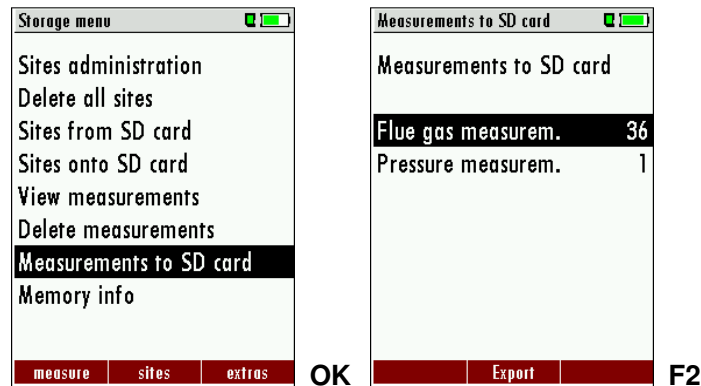 Storage menu
Sites administration
Delete all sites
Sites from SD card
Sites onto SD card
View measurements
Delete measurements
Measurements to SD card
Memory info
measure sites extras
OK
Measurements to SD card
Measurements to SD card
Flue gas measurem. 36
Pressure measurem. 1
Export
F2